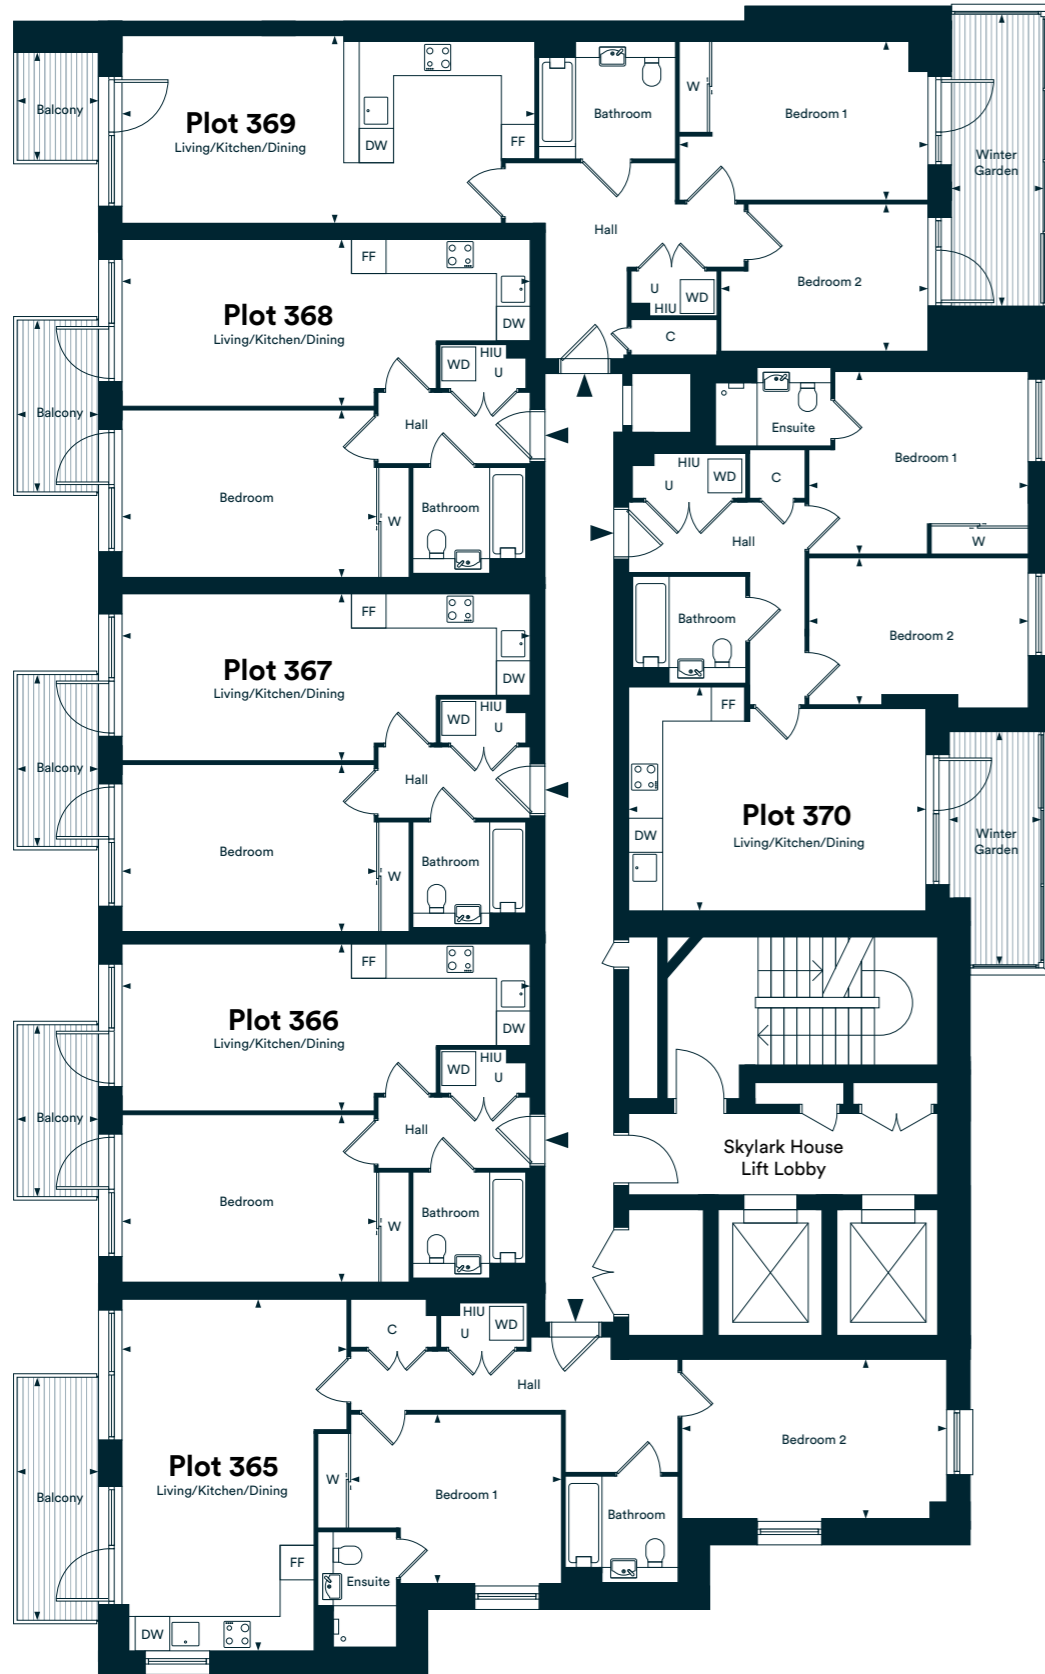 Balcony
Plot 369
Living/Kitchen/Dining
DW
FF
Bathroom
W
Bedroom 1
Winter
Garden
Hall
Bedroom 2
U
HIU
WD
C
Balcony
Plot 368
Living/Kitchen/Dining
FF
DW
WD
HIU
U
Hall
Bedroom
W
Bathroom
Ensuite
Bedroom 1
W
HIU
U
WD
C
Hall
Bathroom
Bedroom 2
FF
DW
Plot 370
Living/Kitchen/Dining
Winter
Garden
Balcony
Plot 367
Living/Kitchen/Dining
FF
DW
WD
HIU
U
Hall
Bedroom
W
Bathroom
Balcony
Plot 366
Living/Kitchen/Dining
FF
DW
WD
HIU
U
Hall
Bedroom
W
Bathroom
Skylark House
Lift Lobby
Balcony
Plot 365
Living/Kitchen/Dining
C
HIU
U
WD
Hall
W
Bedroom 1
Bedroom 2
Bathroom
Ensuite
FF
DW